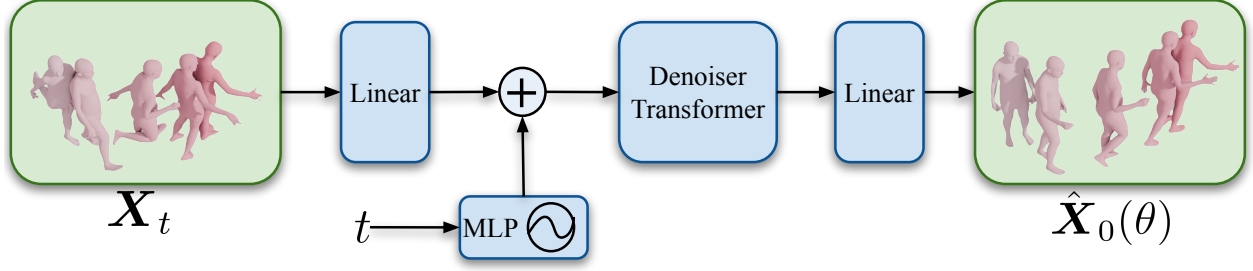 Linear
+
Denoiser
Transformer
Linear
X_t
t
MLP
X̂_0(θ)